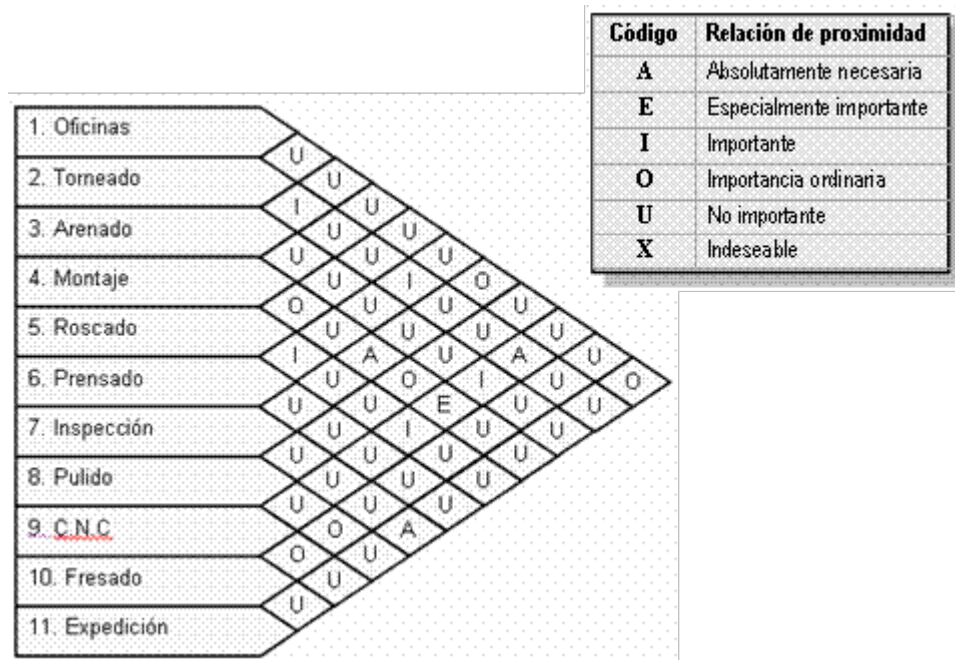 Código Relación de proximidad
A Absolutamente necesaria
E Especialmente importante
I Importante
O Importancia ordinaria
U No importante
X Indeseable
1. Oficinas
U
2. Torneado
U
I U
3. Arenado
U U
U U U
4. Montaje
U I O
O U U U
5. Roscado
U U U U
I A U A U
6. Prensado
U O I U O
U U E U U
7. Inspección
U I U U
U U U U
8. Pulido
U U U
U U U
9. C.N.C
O A
O U
10. Fresado
U
U
11. Expedición